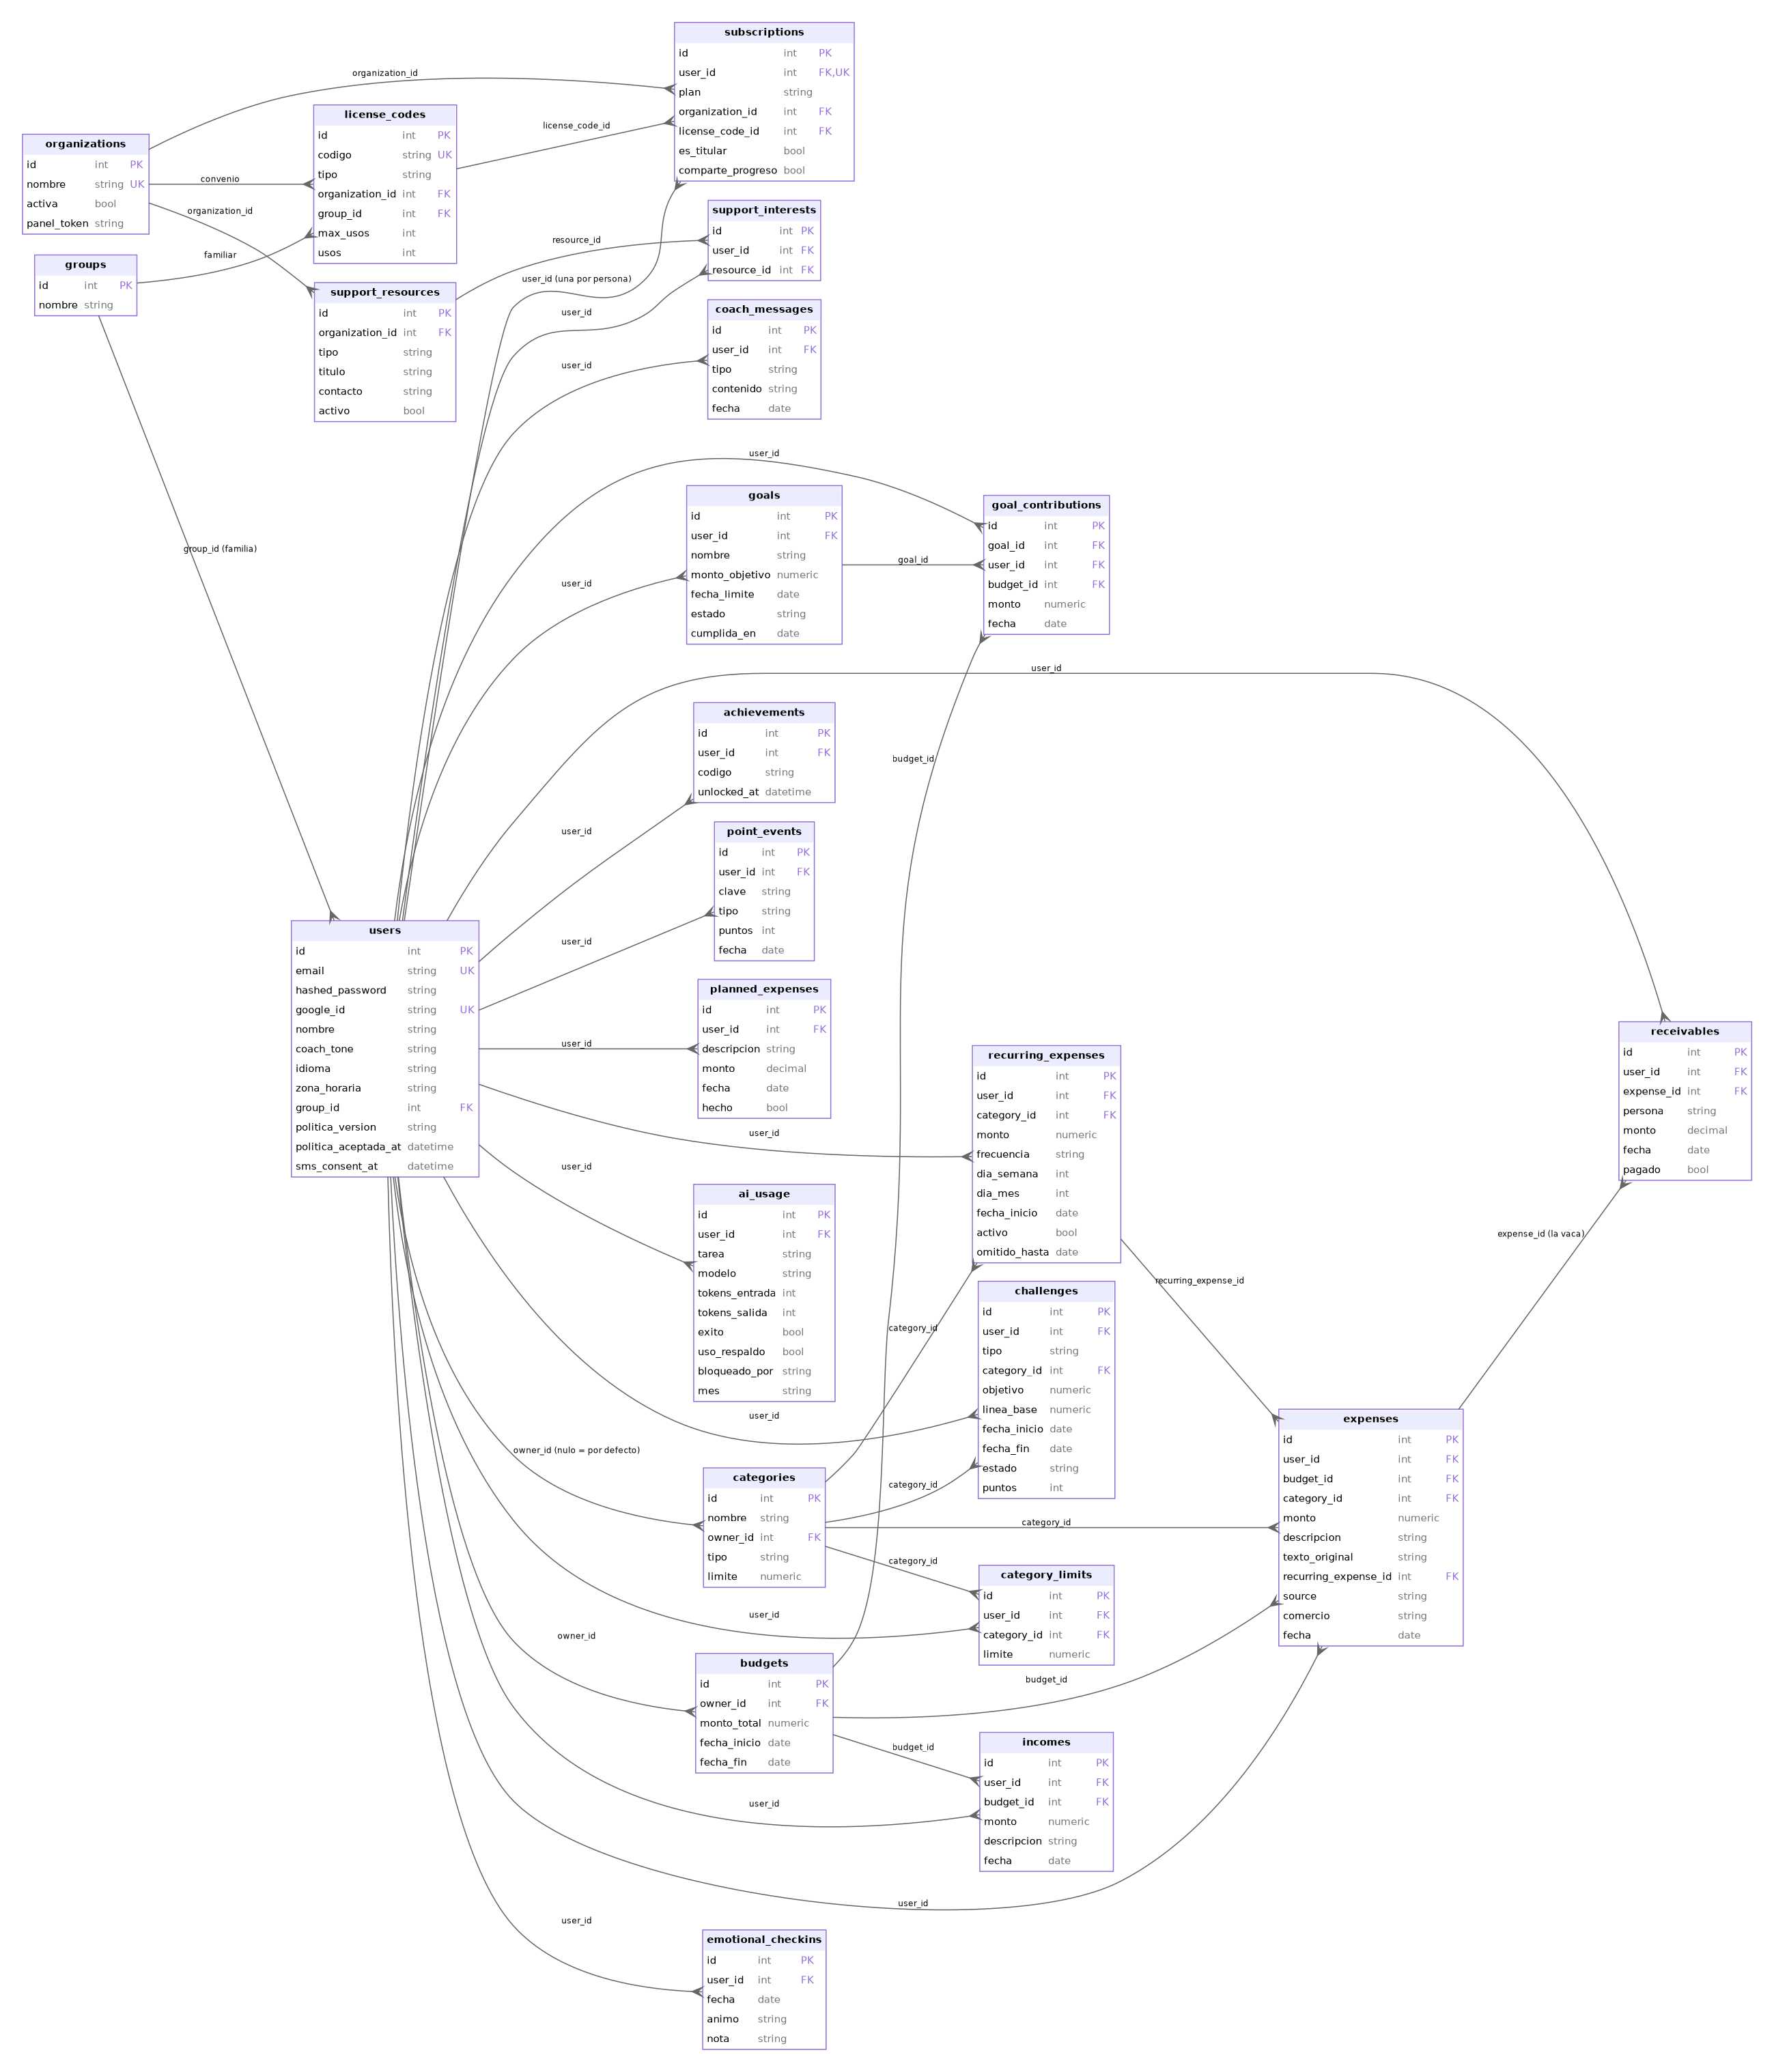 subscriptions
id int PK
user_id int FK,UK
plan string
organization_id int FK
license_code_id int FK
es_titular bool
comparte_progreso bool
organization_id
license_codes
id int PK
codigo string UK
tipo string
organization_id int FK
group_id int FK
max_usos int
usos int
license_code_id
organizations
id int PK
nombre string UK
activa bool
panel_token string
convenio
organization_id
familiar
groups
id int PK
nombre string
support_resources
id int PK
organization_id int FK
tipo string
titulo string
contacto string
activo bool
support_interests
id int PK
user_id int FK
resource_id int FK
resource_id
user_id (una por persona)
user_id
coach_messages
id int PK
user_id int FK
tipo string
contenido string
fecha date
user_id
user_id
goals
id int PK
user_id int FK
nombre string
monto_objetivo numeric
fecha_limite date
estado string
cumplida_en date
goal_contributions
id int PK
goal_id int FK
user_id int FK
budget_id int FK
monto numeric
fecha date
group_id (familia)
user_id
goal_id
user_id
achievements
id int PK
user_id int FK
codigo string
unlocked_at datetime
budget_id
user_id
point_events
id int PK
user_id int FK
clave string
tipo string
puntos int
fecha date
user_id
users
id int PK
email string UK
hashed_password string
google_id string UK
nombre string
coach_tone string
idioma string
zona_horaria string
group_id int FK
politica_version string
politica_aceptada_at datetime
sms_consent_at datetime
planned_expenses
id int PK
user_id int FK
descripcion string
monto decimal
fecha date
hecho bool
user_id
user_id
user_id
recurring_expenses
id int PK
user_id int FK
category_id int FK
monto numeric
frecuencia string
dia_semana int
dia_mes int
fecha_inicio date
activo bool
omitido_hasta date
receivables
id int PK
user_id int FK
expense_id int FK
persona string
monto decimal
fecha date
pagado bool
ai_usage
id int PK
user_id int FK
tarea string
modelo string
tokens_entrada int
tokens_salida int
exito bool
uso_respaldo bool
bloqueado_por string
mes string
expense_id (la vaca)
recurring_expense_id
category_id
challenges
id int PK
user_id int FK
tipo string
category_id int FK
objetivo numeric
linea_base numeric
fecha_inicio date
fecha_fin date
estado string
puntos int
user_id
owner_id (nulo = por defecto)
categories
id int PK
nombre string
owner_id int FK
tipo string
limite numeric
category_id
category_id
category_id
expenses
id int PK
user_id int FK
budget_id int FK
category_id int FK
monto numeric
descripcion string
texto_original string
recurring_expense_id int FK
source string
comercio string
fecha date
category_limits
id int PK
user_id int FK
category_id int FK
limite numeric
user_id
owner_id
budgets
id int PK
owner_id int FK
monto_total numeric
fecha_inicio date
fecha_fin date
budget_id
budget_id
incomes
id int PK
user_id int FK
budget_id int FK
monto numeric
descripcion string
fecha date
user_id
user_id
user_id
emotional_checkins
id int PK
user_id int FK
fecha date
animo string
nota string